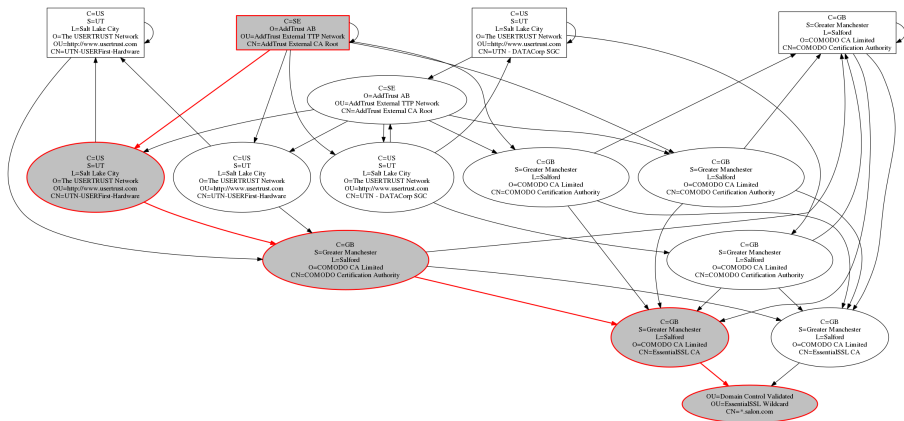 C=US
S=UT
L=Salt Lake City
O=The USERTRUST Network
OU=http://www.usertrust.com
CN=UTN-USERFirst-Hardware
C=SE
O=AddTrust AB
OU=AddTrust External TTP Network
CN=AddTrust External CA Root
C=US
S=UT
L=Salt Lake City
O=The USERTRUST Network
OU=http://www.usertrust.com
CN=UTN - DATACorp SGC
C=GB
S=Greater Manchester
L=Salford
O=COMODO CA Limited
CN=COMODO Certification Authority
C=SE
O=AddTrust AB
OU=AddTrust External TTP Network
CN=AddTrust External CA Root
C=US
S=UT
L=Salt Lake City
O=The USERTRUST Network
OU=http://www.usertrust.com
CN=UTN-USERFirst-Hardware
C=US
S=UT
L=Salt Lake City
O=The USERTRUST Network
OU=http://www.usertrust.com
CN=UTN-USERFirst-Hardware
C=US
S=UT
L=Salt Lake City
O=The USERTRUST Network
OU=http://www.usertrust.com
CN=UTN - DATACorp SGC
C=GB
S=Greater Manchester
L=Salford
O=COMODO CA Limited
CN=COMODO Certification Authority
C=GB
S=Greater Manchester
L=Salford
O=COMODO CA Limited
CN=COMODO Certification Authority
C=GB
S=Greater Manchester
L=Salford
O=COMODO CA Limited
CN=COMODO Certification Authority
C=GB
S=Greater Manchester
L=Salford
O=COMODO CA Limited
CN=COMODO Certification Authority
C=GB
S=Greater Manchester
L=Salford
O=COMODO CA Limited
CN=EssentialSSL CA
C=GB
S=Greater Manchester
L=Salford
O=COMODO CA Limited
CN=EssentialSSL CA
OU=Domain Control Validated
OU=EssentialSSL Wildcard
CN=*.salon.com